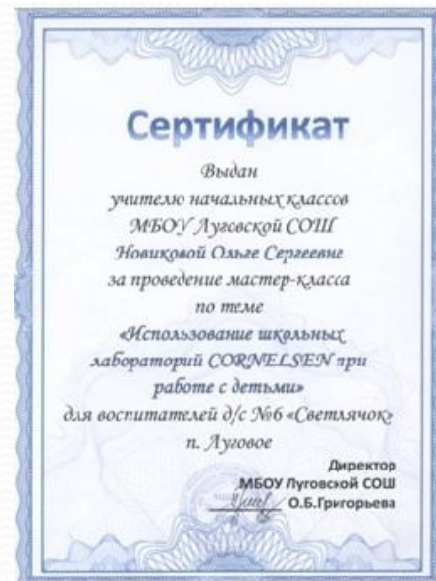 Сертификат
Выдан
учителю начальных классов
МБОУ Луговской СОШ
Новиковой Ольге Сергеевне
за проведение мастер-класса
по теме
«Использование школьных
лабораторий CORNELSEN при
работе с детьми»
для воспитателей д/с №6 «Светлячок»
п. Луговое
Директор
МБОУ Луговской СОШ
О.Б.Григорьева